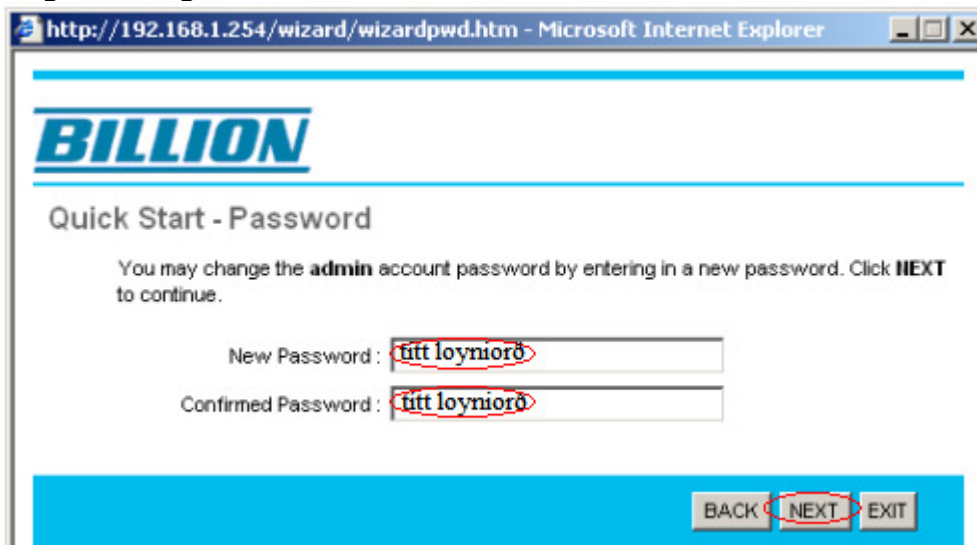 http://192.168.1.254/wizard/wizardpwd.htm - Microsoft Internet Explorer
BILLION
Quick Start - Password
You may change the admin account password by entering in a new password. Click NEXT
to continue.
New Password : títt loyniorð
Confirmed Password : títt loyniorð
BACK NEXT EXIT